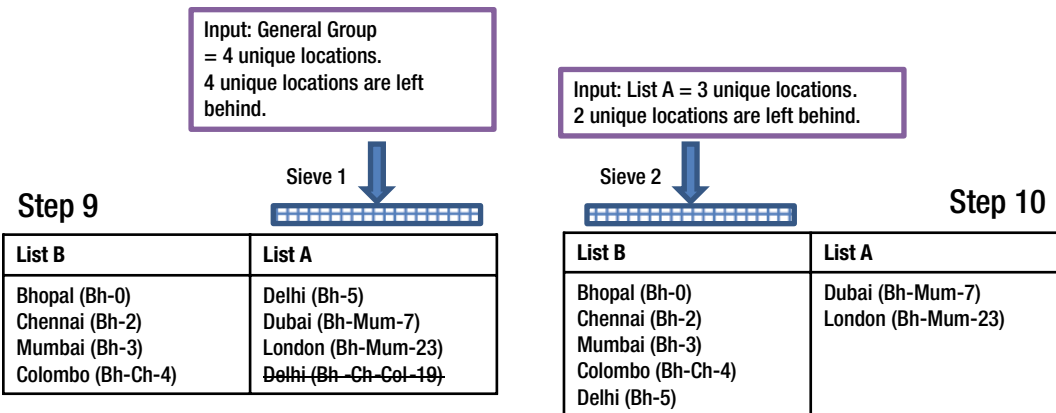 Input: General Group
= 4 unique locations.
4 unique locations are left
behind.
Sieve 1
Step 9
List B
List A
Bhopal (Bh-0)
Chennai (Bh-2)
Mumbai (Bh-3)
Colombo (Bh-Ch-4)
Delhi (Bh-5)
Dubai (Bh-Mum-7)
London (Bh-Mum-23)
Delhi (Bh -Ch-Col-19)
Input: List A = 3 unique locations.
2 unique locations are left behind.
Sieve 2
Step 10
List B
List A
Bhopal (Bh-0)
Chennai (Bh-2)
Mumbai (Bh-3)
Colombo (Bh-Ch-4)
Delhi (Bh-5)
Dubai (Bh-Mum-7)
London (Bh-Mum-23)